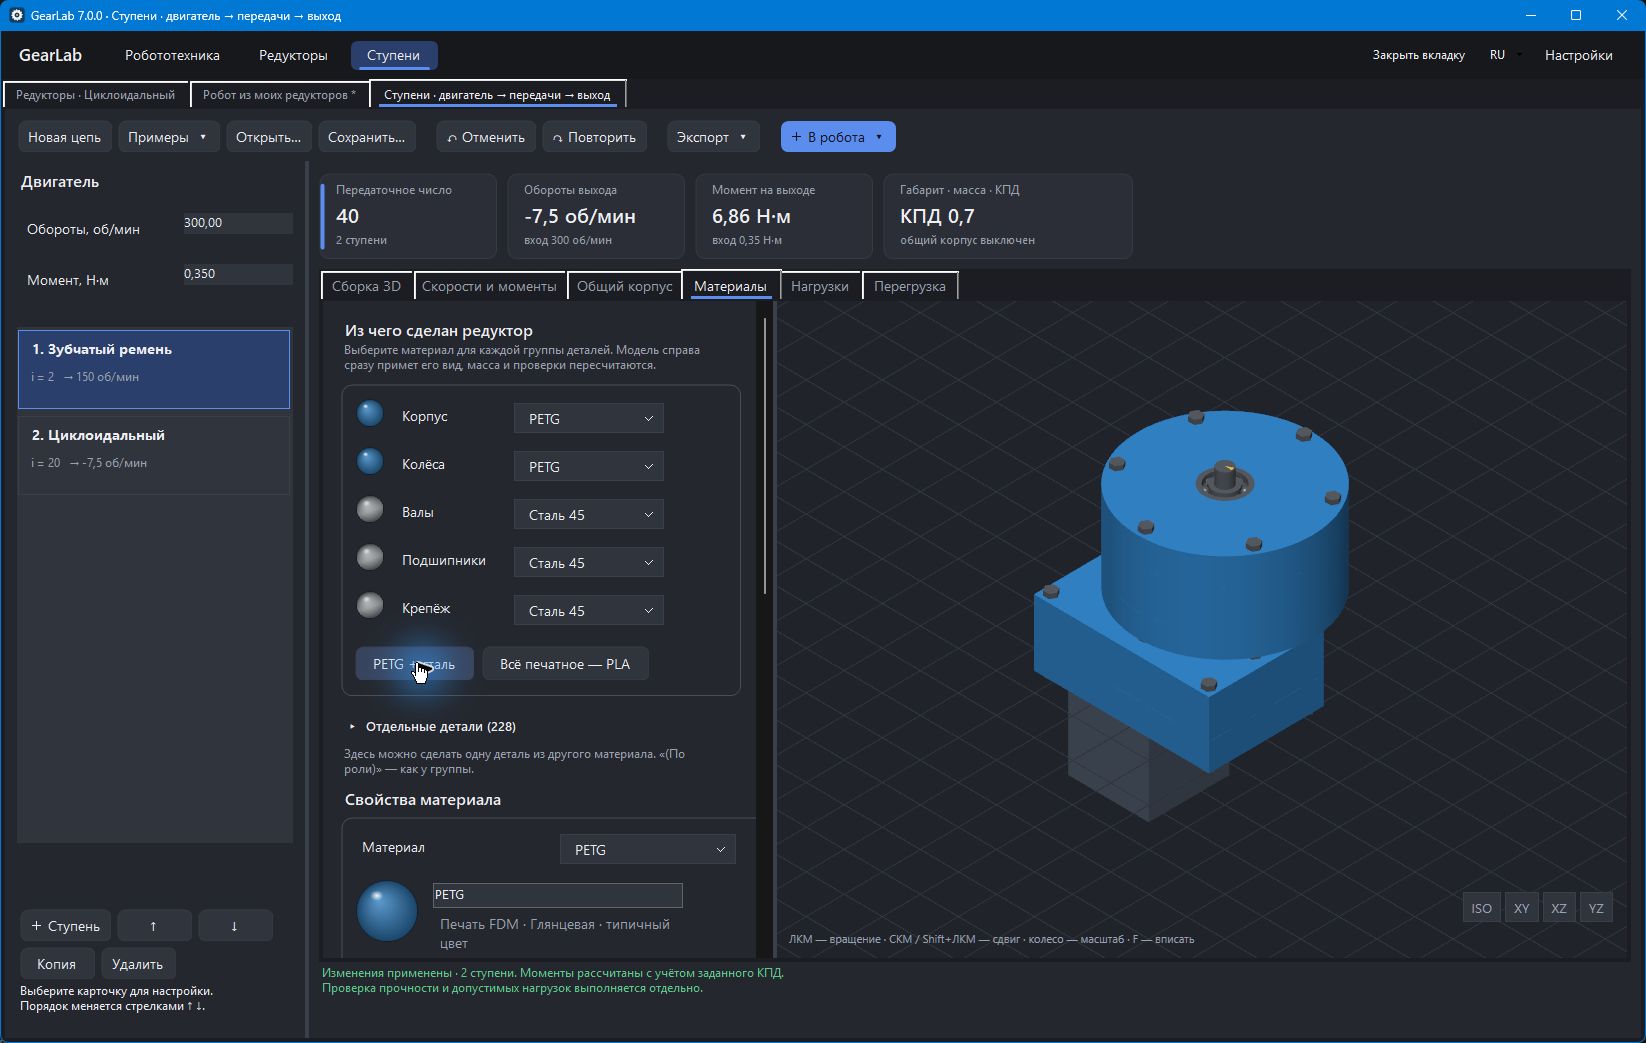 GearLab 7.0.0 · Ступени · двигатель → передачи → выход
GearLab
Робототехника
Редукторы
Ступени
Закрыть вкладку
RU
Настройки
Редукторы · Циклоидальный
Робот из моих редукторов *
Ступени · двигатель → передачи → выход
Новая цепь
Примеры
Открыть...
Сохранить...
Отменить
Повторить
Экспорт
+ В робота
Двигатель
Обороты, об/мин
300,00
Момент, Н·м
0,350
1. Зубчатый ремень
i = 2 → 150 об/мин
2. Циклоидальный
i = 20 → -7,5 об/мин
+ Ступень
↑
↓
Копия
Удалить
Выберите карточку для настройки.
Порядок меняется стрелками ↑ ↓.
Передаточное число
40
2 ступени
Обороты выхода
-7,5 об/мин
вход 300 об/мин
Момент на выходе
6,86 Н·м
вход 0,35 Н·м
Габарит · масса · КПД
КПД 0,7
общий корпус выключен
Сборка 3D
Скорости и моменты
Общий корпус
Материалы
Нагрузки
Перегрузка
Из чего сделан редуктор
Выберите материал для каждой группы деталей. Модель справа
сразу примет его вид, масса и проверки пересчитаются.
Корпус
PETG
Колёса
PETG
Валы
Сталь 45
Подшипники
Сталь 45
Крепёж
Сталь 45
PETG + сталь
Всё печатное — PLA
Отдельные детали (228)
Здесь можно сделать одну деталь из другого материала. «(По
роли)» — как у группы.
Свойства материала
Материал
PETG
PETG
Печать FDM · Глянцевая · типичный
цвет
ISO
XY
XZ
YZ
ЛКМ — вращение · СКМ / Shift+ЛКМ — сдвиг · колесо — масштаб · F — вписать
Изменения применены · 2 ступени. Моменты рассчитаны с учётом заданного КПД.
Проверка прочности и допустимых нагрузок выполняется отдельно.